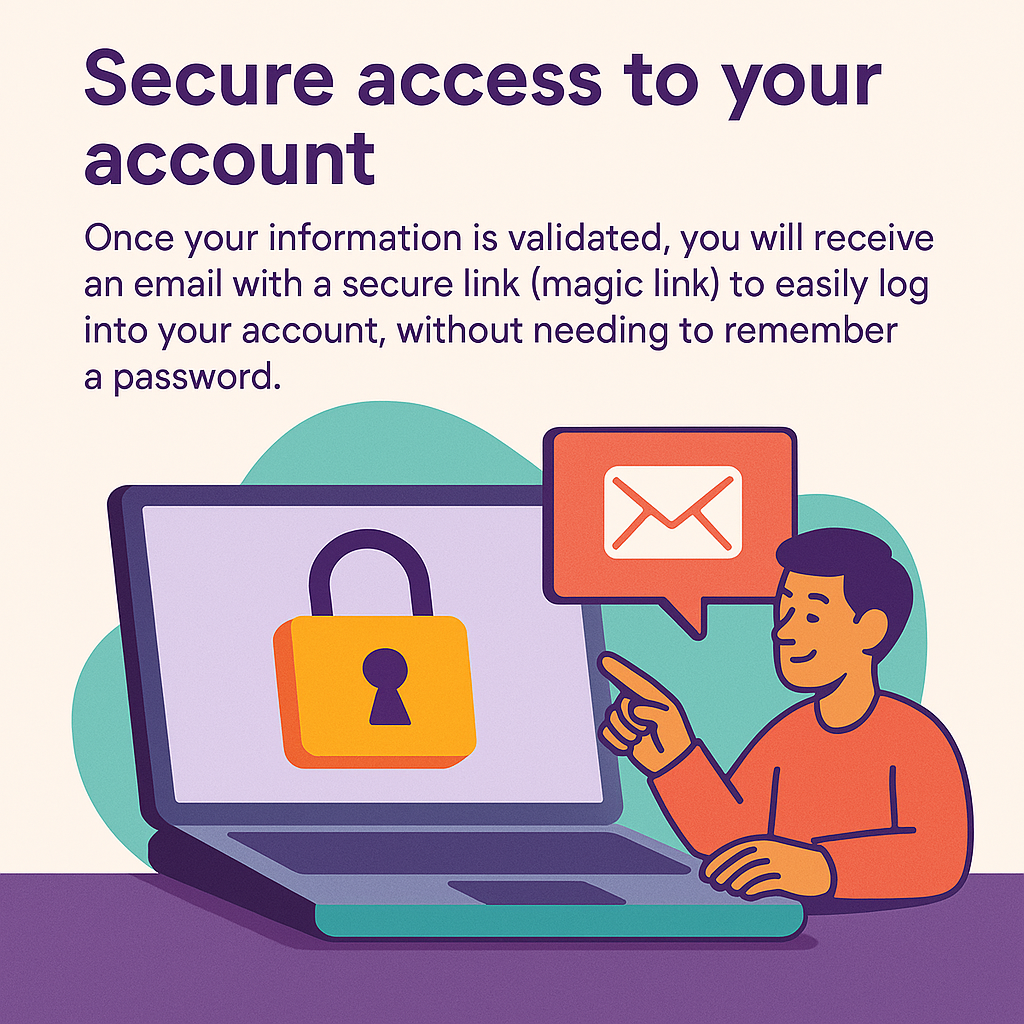 Secure access to your
account
Once your information is validated, you will receive
an email with a secure link (magic link) to easily log
into your account, without needing to remember
a password.